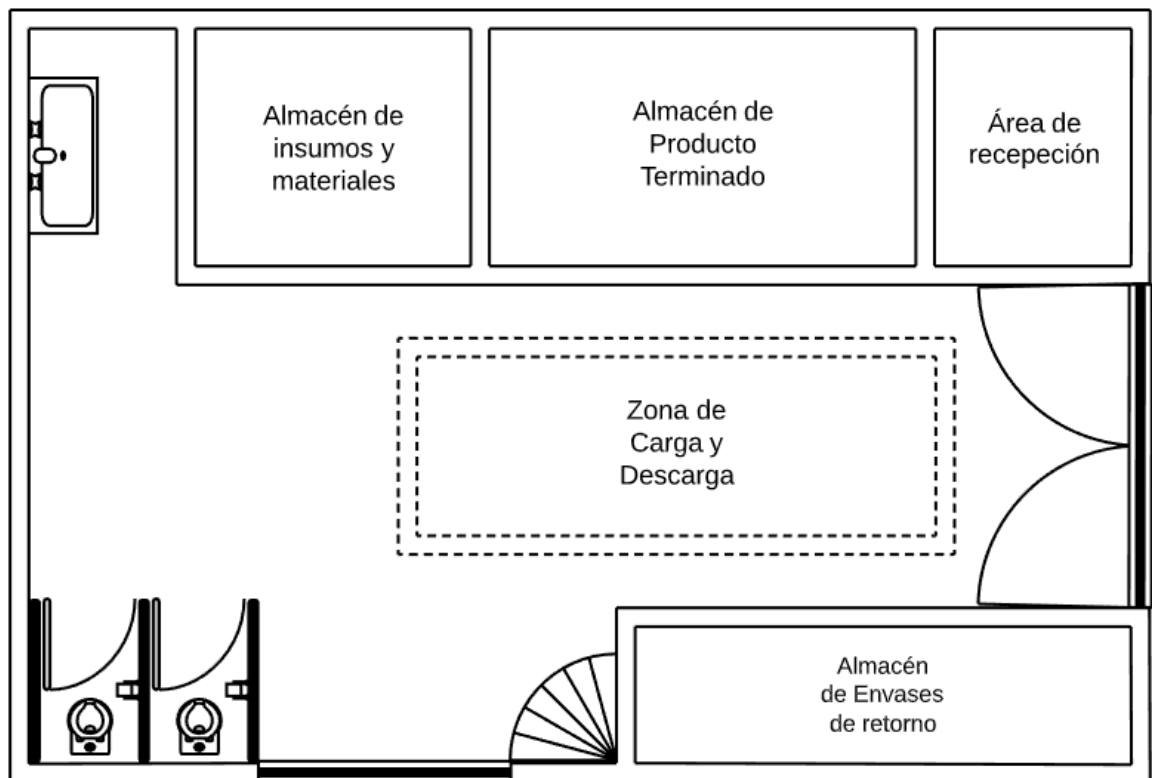 Almacén de
insumos y
materiales
Almacén de
Producto
Terminado
Área de
recepeción
Zona de
Carga y
Descarga
Almacén
de Envases
de retorno